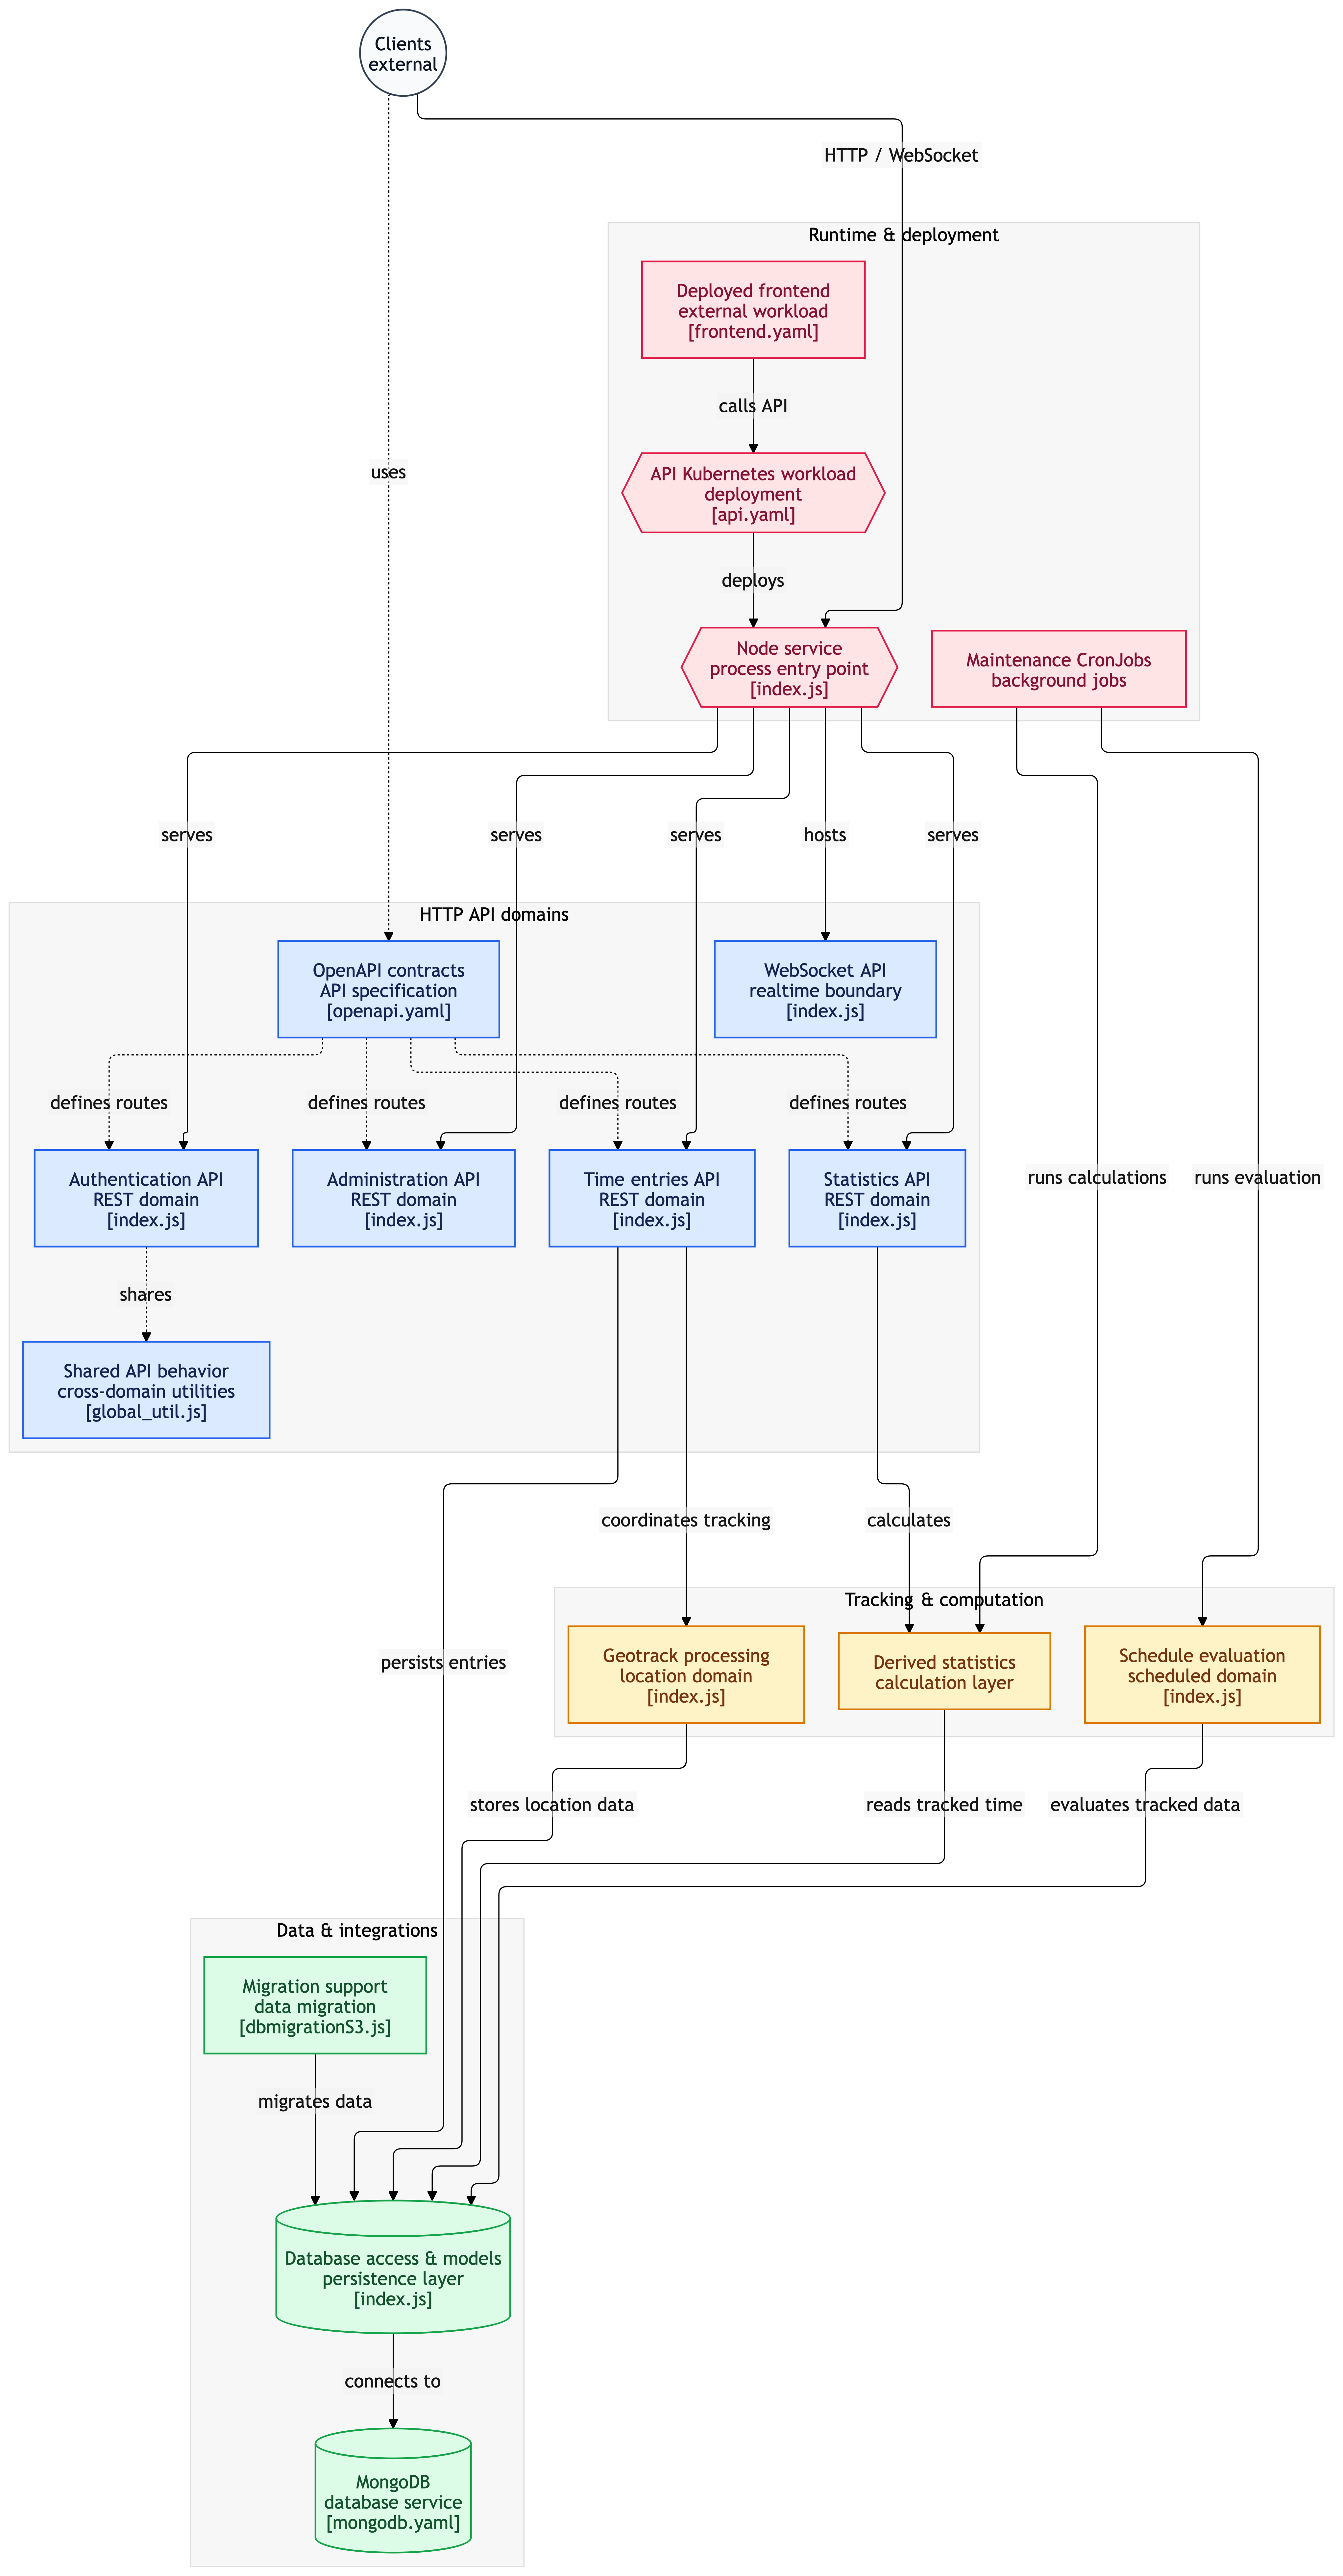 Clients
external
HTTP / WebSocket
Runtime & deployment
Deployed frontend
external workload
[frontend.yaml]
calls API
uses
API Kubernetes workload
deployment
[api.yaml]
deploys
Node service
process entry point
[index.js]
Maintenance CronJobs
background jobs
serves
serves
serves
hosts
serves
HTTP API domains
OpenAPI contracts
API specification
[openapi.yaml]
WebSocket API
realtime boundary
[index.js]
defines routes
defines routes
defines routes
defines routes
Authentication API
REST domain
[index.js]
Administration API
REST domain
[index.js]
Time entries API
REST domain
[index.js]
Statistics API
REST domain
[index.js]
runs calculations
runs evaluation
shares
Shared API behavior
cross-domain utilities
[global_util.js]
coordinates tracking
calculates
Tracking & computation
persists entries
Geotrack processing
location domain
[index.js]
Derived statistics
calculation layer
Schedule evaluation
scheduled domain
[index.js]
stores location data
reads tracked time
evaluates tracked data
Data & integrations
Migration support
data migration
[dbmigrationS3.js]
migrates data
Database access & models
persistence layer
[index.js]
connects to
MongoDB
database service
[mongodb.yaml]